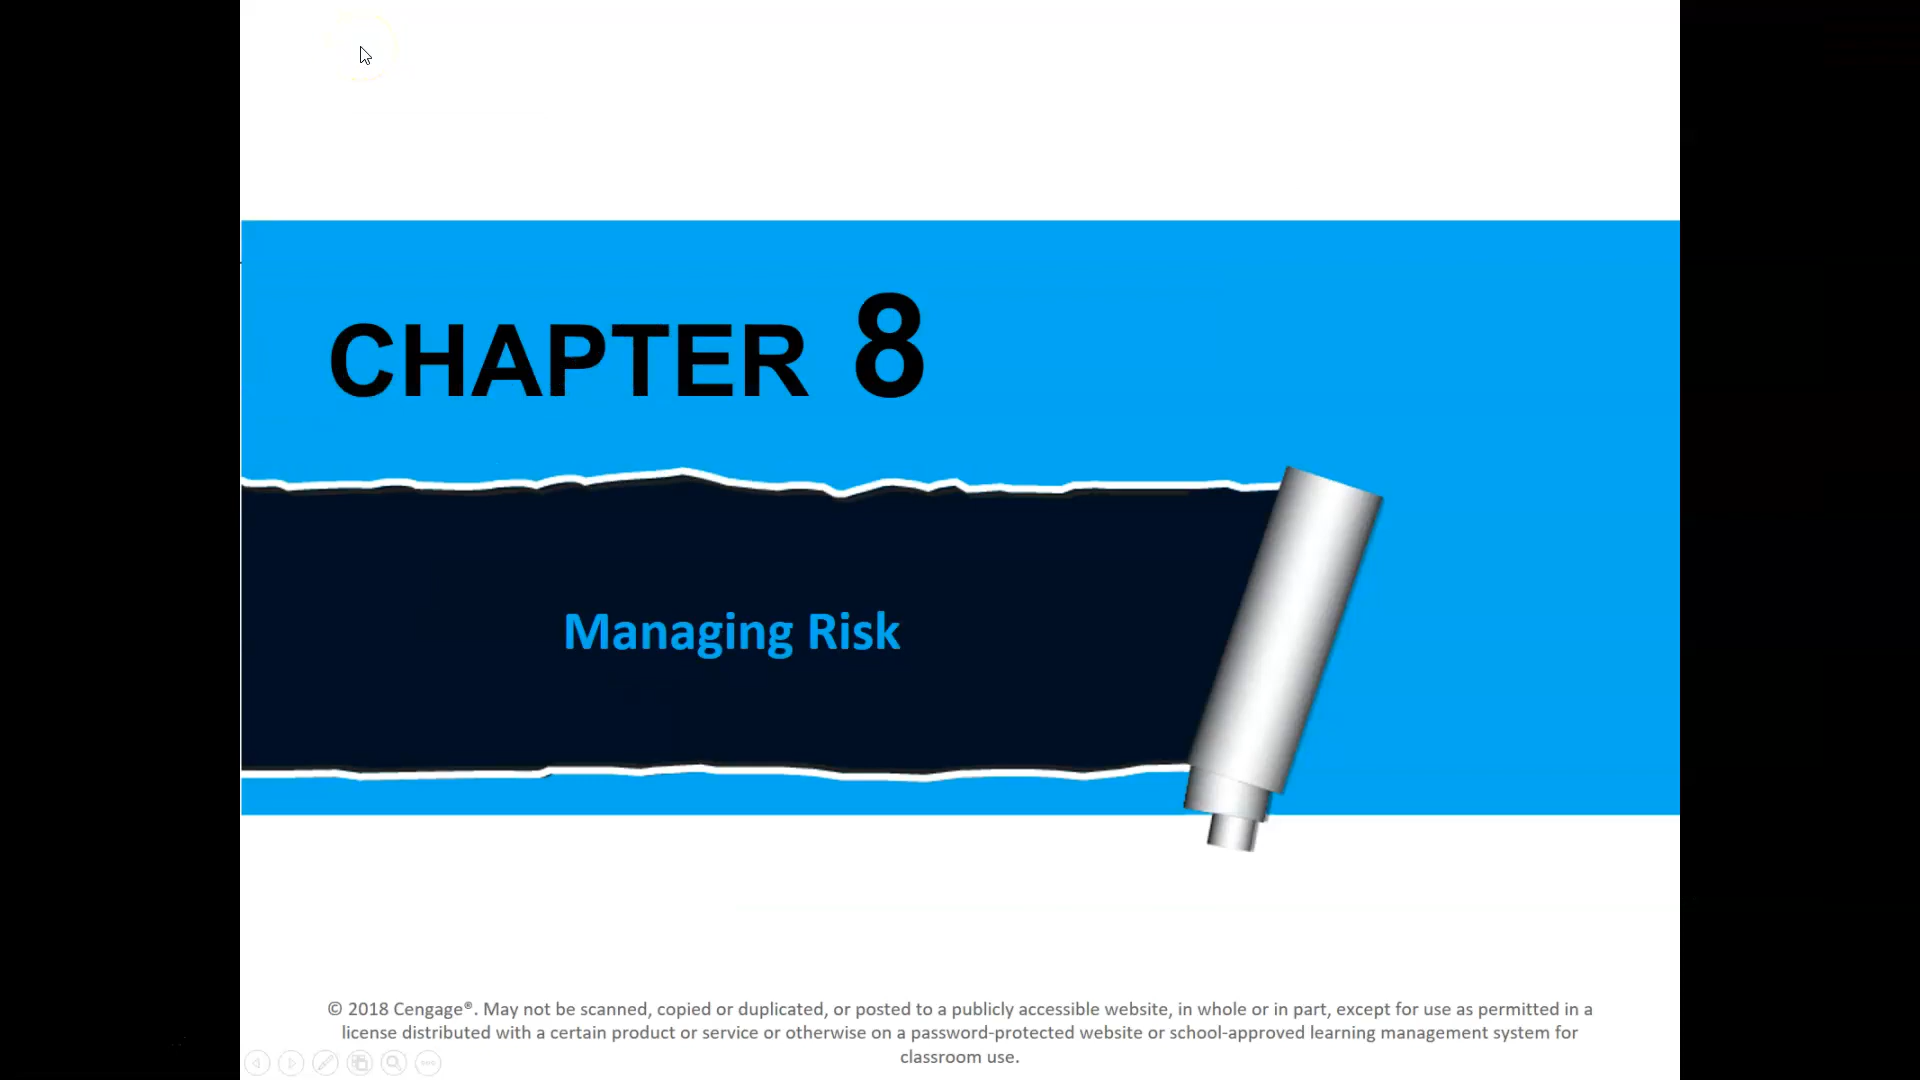 CHAPTER 8
Managing Risk
© 2018 Cengage®. May not be scanned, copied or duplicated, or posted to a publicly accessible website, in whole or in part, except for use as permitted in a
license distributed with a certain product or service or otherwise on a password-protected website or school-approved learning management system for
classroom use.